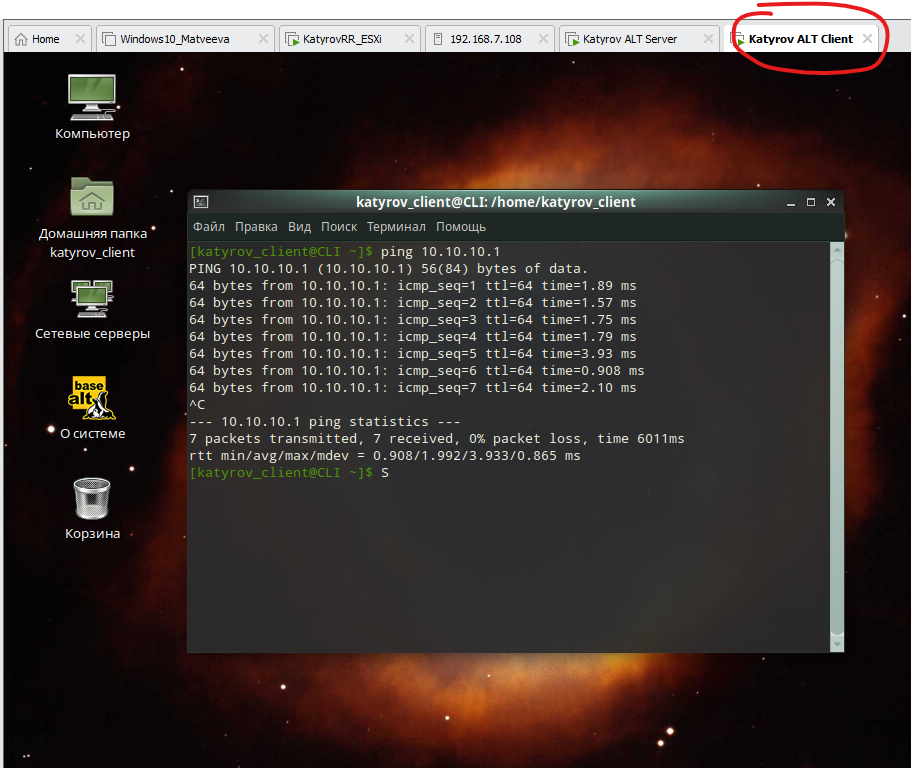 Home
Windows10_Matveeva
KatyrovRR_ESXi
192.168.7.108
Katyrov ALT Server
Katyrov ALT Client
Компьютер
Домашняя папка
katyrov_client
Сетевые серверы
base
alt
О системе
Корзина
katyrov_client@CLI: /home/katyrov_client
Файл Правка Вид Поиск Терминал Помощь
[katyrov_client@CLI ~]$ ping 10.10.10.1
PING 10.10.10.1 (10.10.10.1) 56(84) bytes of data.
64 bytes from 10.10.10.1: icmp_seq=1 ttl=64 time=1.89 ms
64 bytes from 10.10.10.1: icmp_seq=2 ttl=64 time=1.57 ms
64 bytes from 10.10.10.1: icmp_seq=3 ttl=64 time=1.75 ms
64 bytes from 10.10.10.1: icmp_seq=4 ttl=64 time=1.79 ms
64 bytes from 10.10.10.1: icmp_seq=5 ttl=64 time=3.93 ms
64 bytes from 10.10.10.1: icmp_seq=6 ttl=64 time=0.908 ms
64 bytes from 10.10.10.1: icmp_seq=7 ttl=64 time=2.10 ms
^C
--- 10.10.10.1 ping statistics ---
7 packets transmitted, 7 received, 0% packet loss, time 6011ms
rtt min/avg/max/mdev = 0.908/1.992/3.933/0.865 ms
[katyrov_client@CLI ~]$ S